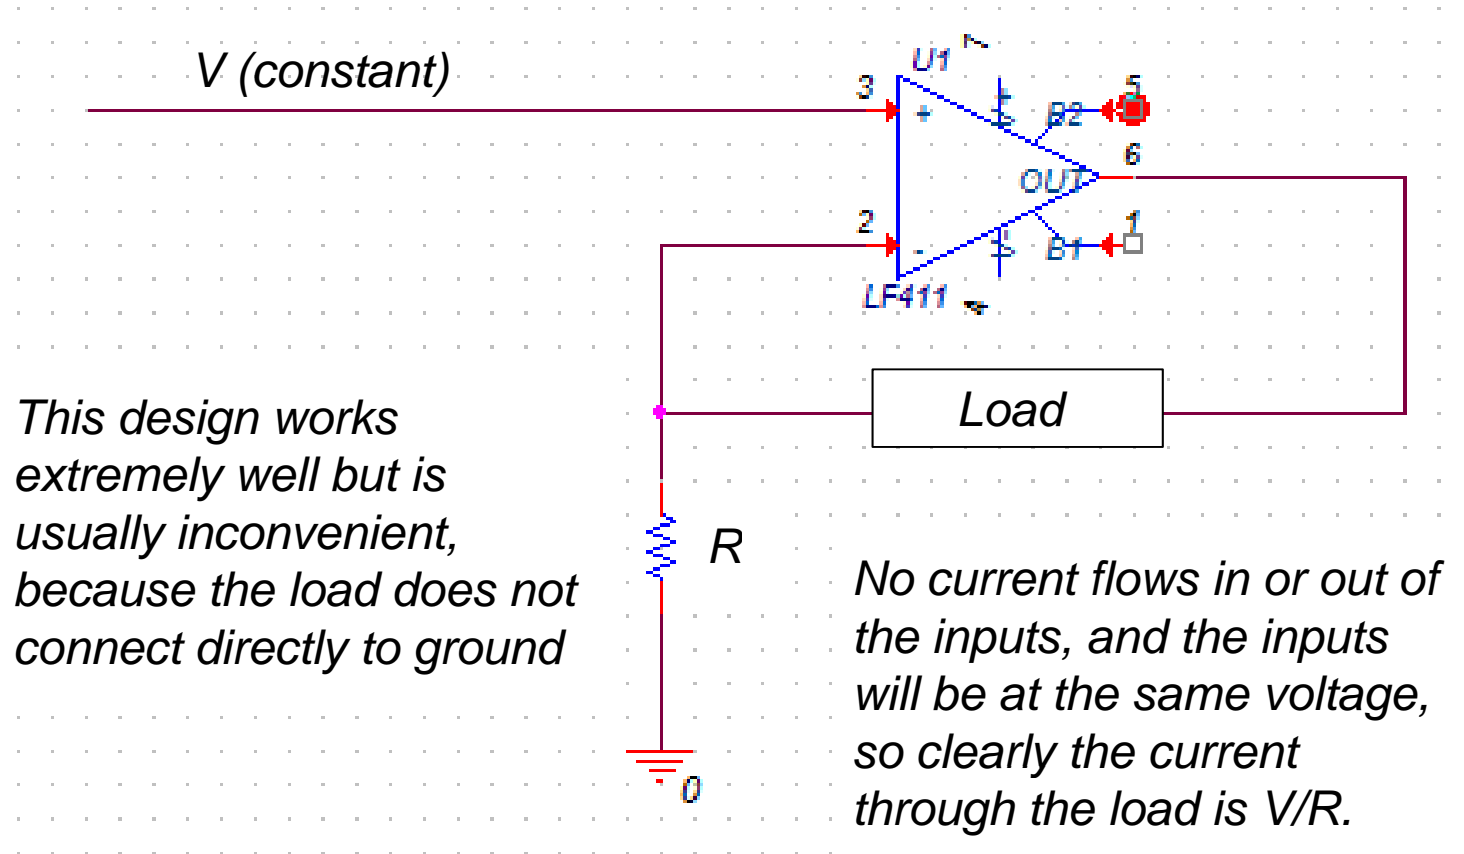 V (constant)
U1
7
3
+
V+
B2
5
6
OUT
2
-
V-
B1
1
LF411
4
Load
This design works
extremely well but is
usually inconvenient,
because the load does not
connect directly to ground
R
0
No current flows in or out of
the inputs, and the inputs
will be at the same voltage,
so clearly the current
through the load is V/R.